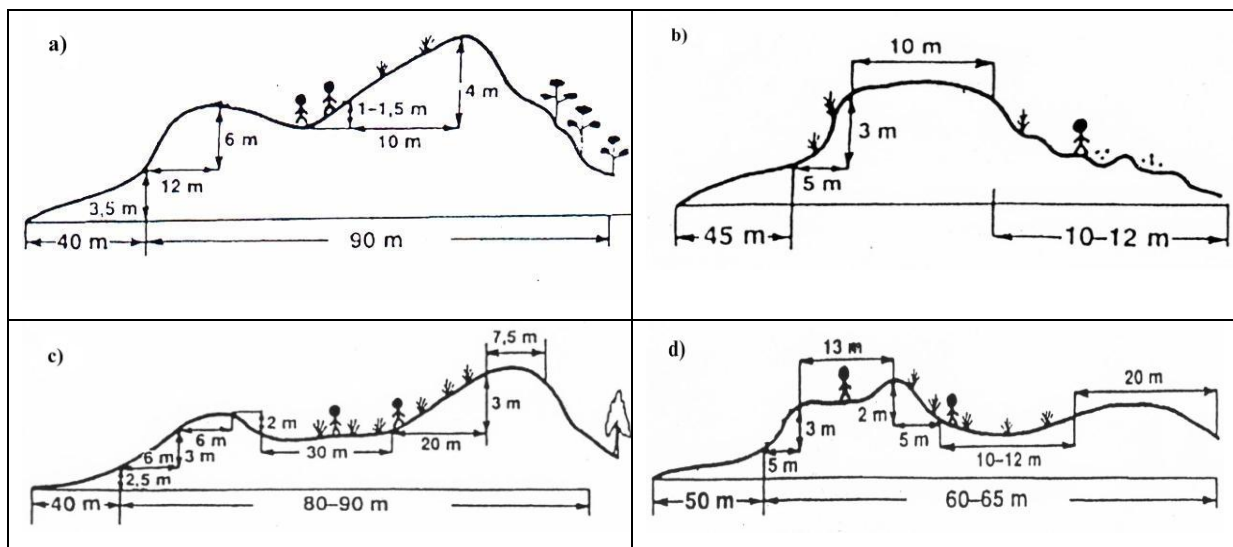 a)
1–1,5 m
4 m
6 m
10 m
12 m
3,5 m
40 m
90 m
b)
10 m
3 m
5 m
45 m
10–12 m
c)
7,5 m
2 m
3 m
6 m
6 m
3 m
30 m
20 m
2,5 m
40 m
80–90 m
d)
13 m
20 m
2 m
3 m
5 m
5 m
10–12 m
50 m
60–65 m